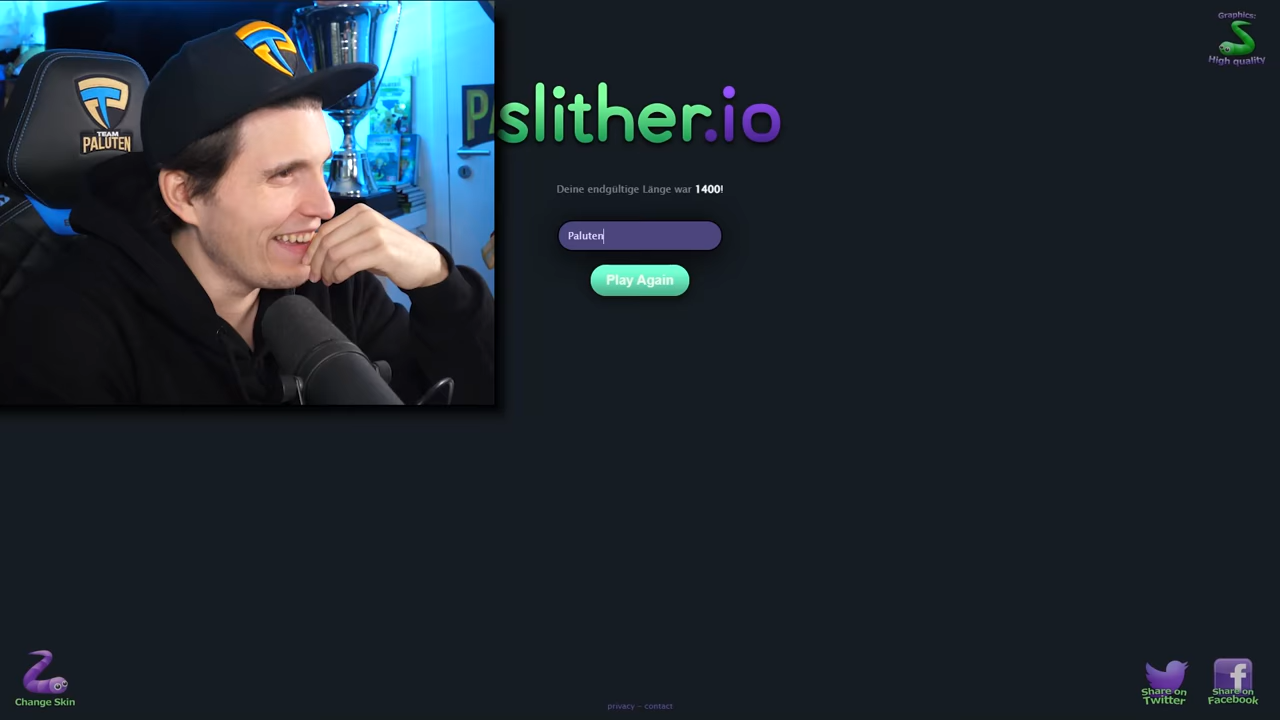 TEAM
PALUTEN
slither.io
Deine endgültige Länge war 1400!
Paluten
Play Again
Graphics:
High quality
Change Skin
privacy – contact
Share on
Twitter
Share on
Facebook